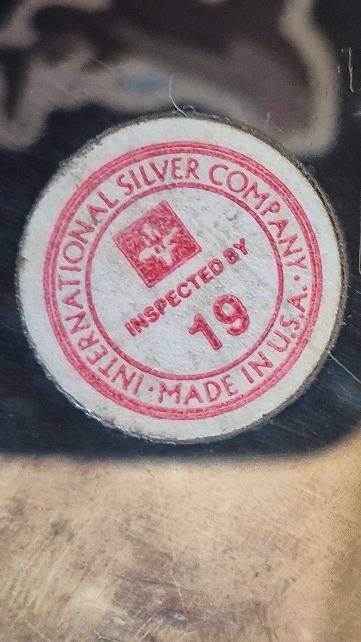 INTERNATIONAL SILVER COMPANY · MADE IN U.S.A. ·
INSPECTED BY
19